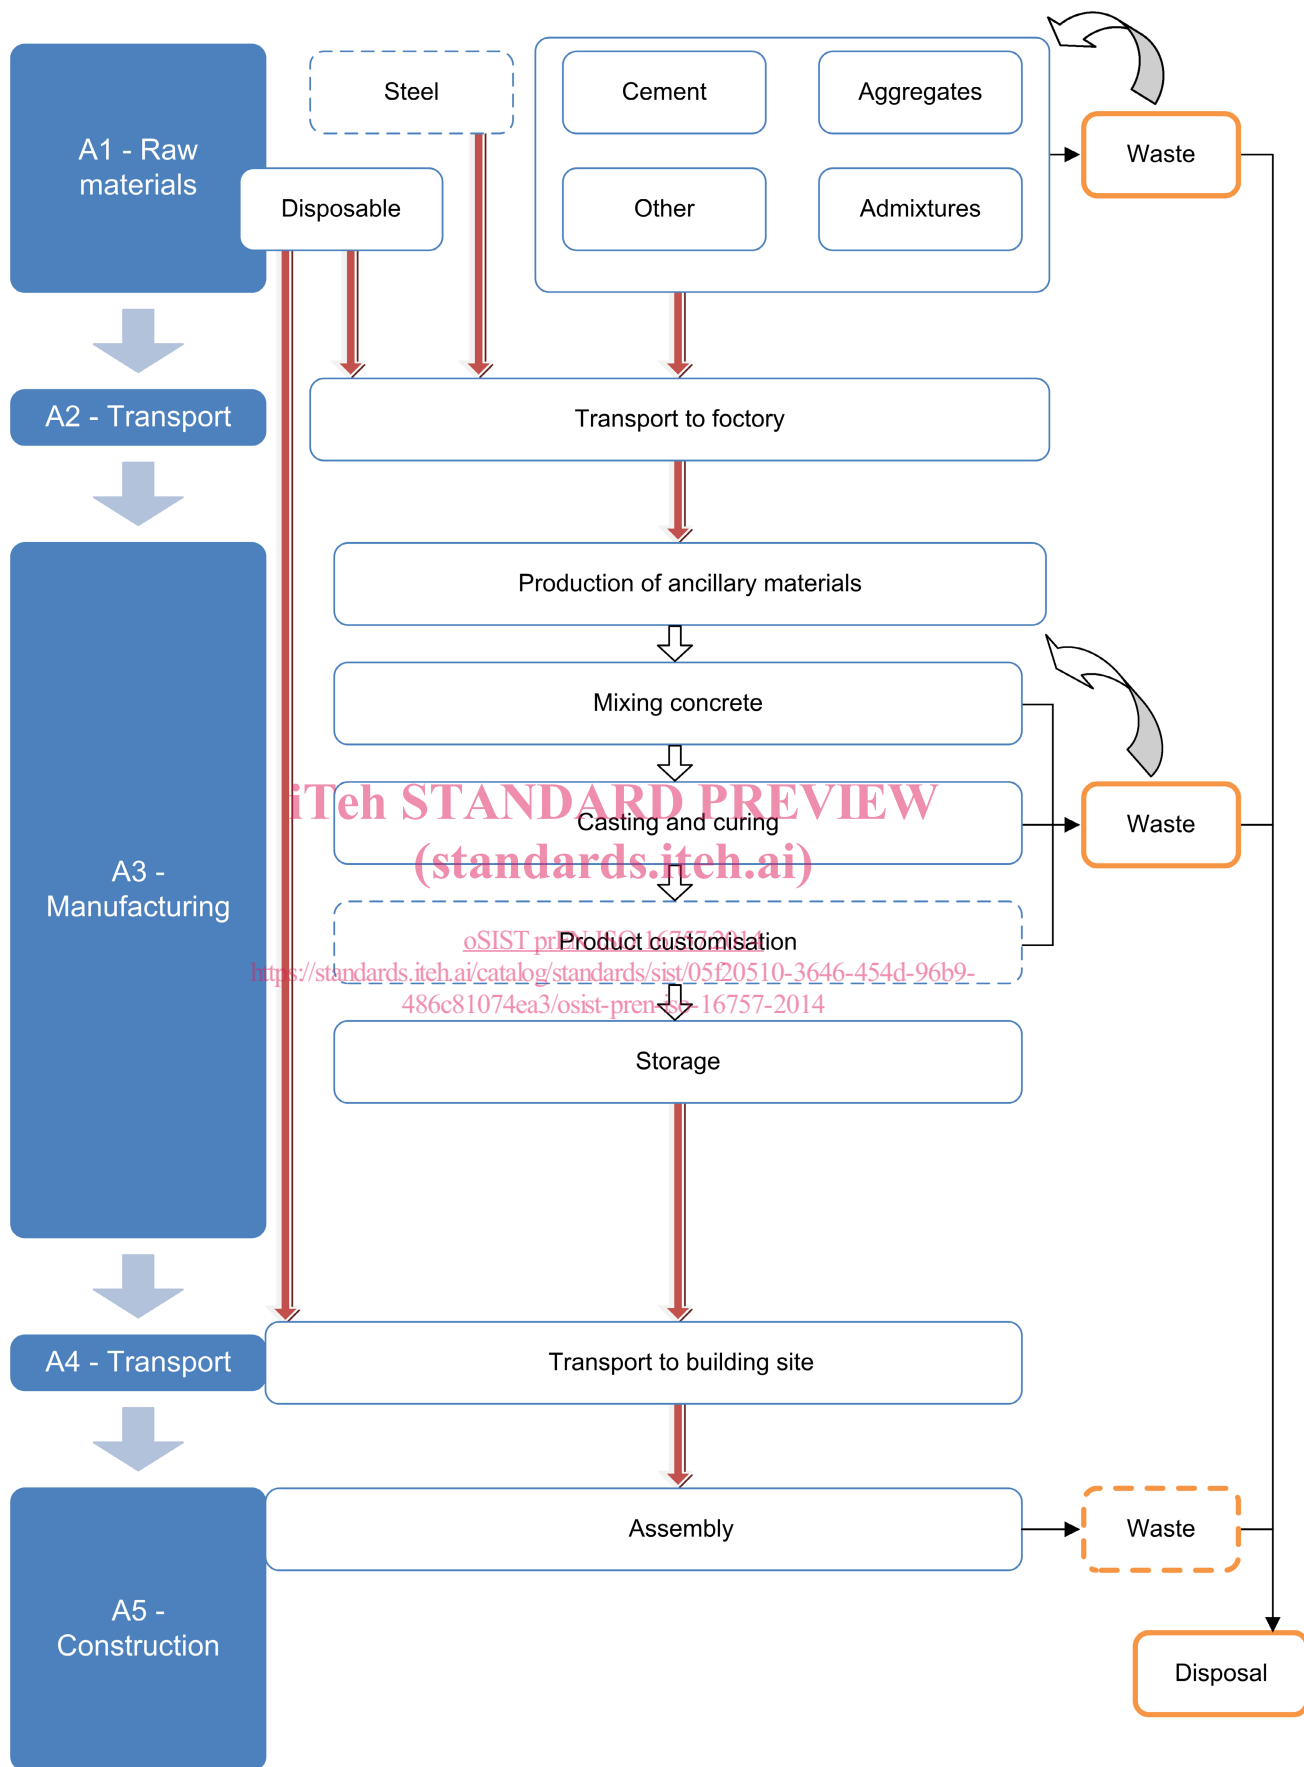 Steel
Cement
Aggregates
A1 - Raw
materials
Waste
Disposable
Other
Admixtures
A2 - Transport
Transport to foctory
Production of ancillary materials
Mixing concrete
iTeh STANDARD PREVIEW
Casting and curing
Waste
(standards.iteh.ai)
A3 -
Manufacturing
oSIST prEN ISO 16757:2014
Product customisation
https://standards.iteh.ai/catalog/standards/sist/05f20510-3646-454d-96b9-
486c81074ea3/osist-pren-iso-16757-2014
Storage
A4 - Transport
Transport to building site
Assembly
Waste
A5 -
Construction
Disposal